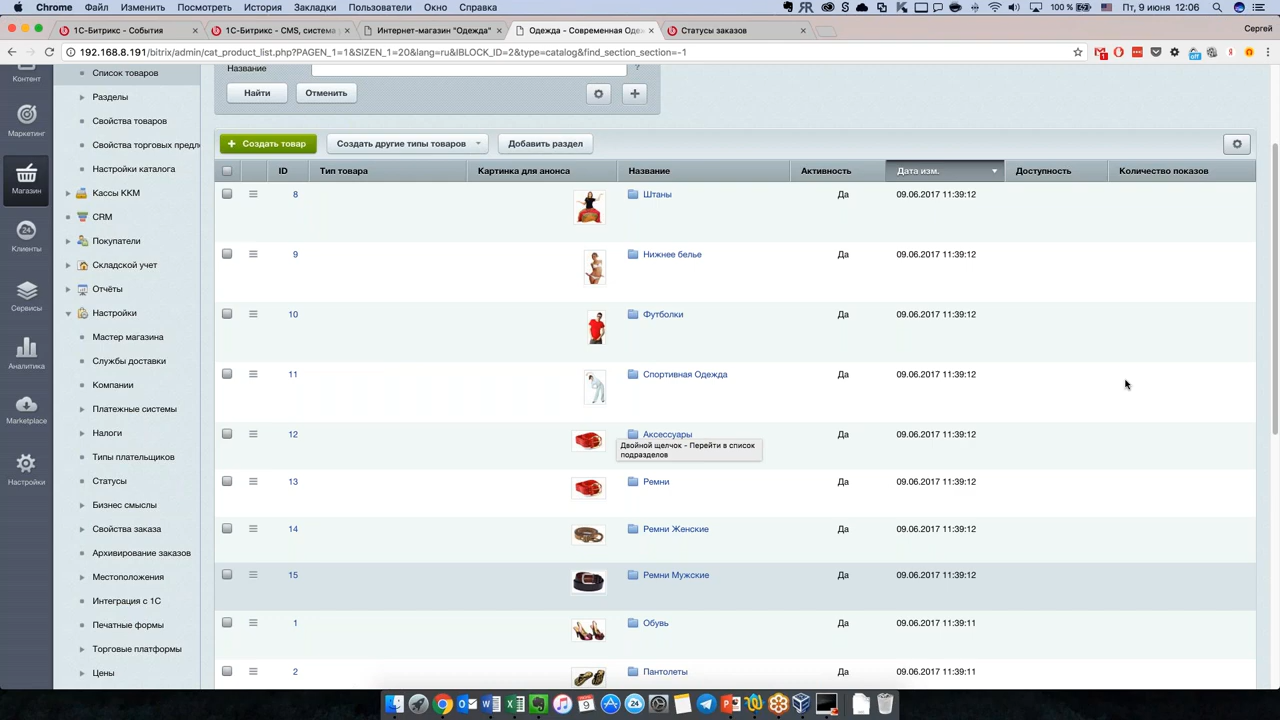 Chrome Файл Изменить Посмотреть История Закладки Пользователи Окно Справка 100 % Пт, 9 июня, 12:06
1С-Битрикс - События × 1С-Битрикс - CMS, система × Интернет-магазин "Одежда" × Одежда - Современная Одеж × Статусы заказов × Сергей
192.168.8.191/bitrix/admin/cat_product_list.php?PAGEN_1=1&SIZEN_1=20&lang=ru&IBLOCK_ID=2&type=catalog&find_section_section=-1
Контент
Маркетинг
Магазин
24
Клиенты
Сервисы
Аналитика
Marketplace
Настройки
Список товаров
Разделы
Свойства товаров
Свойства торговых предло
Настройки каталога
Кассы ККМ
CRM
Покупатели
Складской учет
Отчёты
Настройки
Мастер магазина
Службы доставки
Компании
Платежные системы
Налоги
Типы плательщиков
Статусы
Бизнес смыслы
Свойства заказа
Архивирование заказов
Местоположения
Интеграция с 1С
Печатные формы
Торговые платформы
Цены
Название ?
Найти Отменить
+ Создать товар Создать другие типы товаров Добавить раздел
ID Тип товара Картинка для анонса Название Активность Дата изм. Доступность Количество показов
8 Штаны Да 09.06.2017 11:39:12
9 Нижнее белье Да 09.06.2017 11:39:12
10 Футболки Да 09.06.2017 11:39:12
11 Спортивная Одежда Да 09.06.2017 11:39:12
12 Аксессуары Да 09.06.2017 11:39:12
Двойной щелчок - Перейти в список
подразделов
13 Ремни Да 09.06.2017 11:39:12
14 Ремни Женские Да 09.06.2017 11:39:12
15 Ремни Мужские Да 09.06.2017 11:39:12
1 Обувь Да 09.06.2017 11:39:11
2 Пантолеты Да 09.06.2017 11:39:11